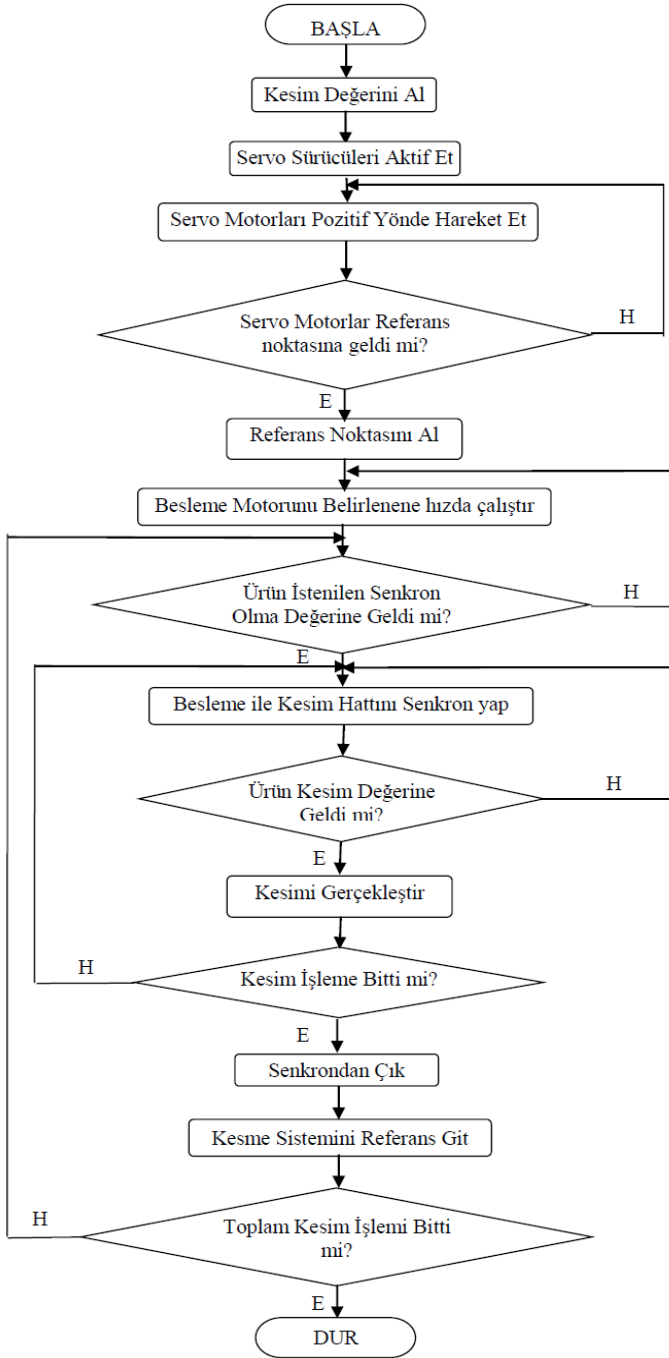 BAŞLA
Kesim Değerini Al
Servo Sürücüleri Aktif Et
Servo Motorları Pozitif Yönde Hareket Et
Servo Motorlar Referans
noktasına geldi mi?
H
E
Referans Noktasını Al
Besleme Motorunu Belirlenene hızda çalıştır
Ürün İstenilen Senkron
Olma Değerine Geldi mi?
H
E
Besleme ile Kesim Hattını Senkron yap
Ürün Kesim Değerine
Geldi mi?
H
E
Kesimi Gerçekleştir
Kesim İşleme Bitti mi?
H
E
Senkrondan Çık
Kesme Sistemini Referans Git
Toplam Kesim İşlemi Bitti
mi?
H
E
DUR